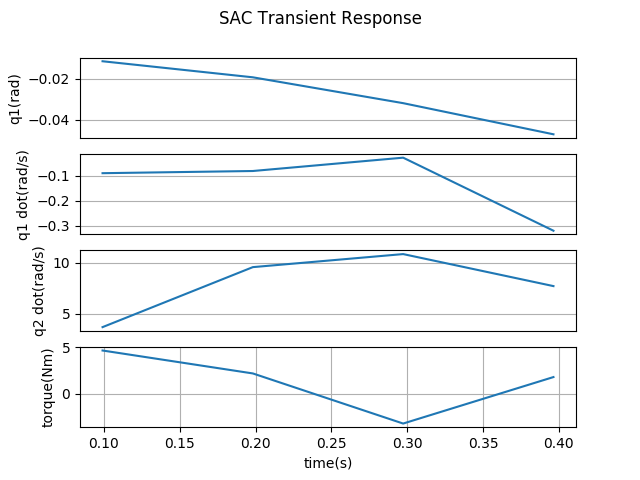 SAC Transient Response
q1(rad)
−0.02
−0.04
q1 dot(rad/s)
−0.1
−0.2
−0.3
q2 dot(rad/s)
10
5
torque(Nm)
5
0
0.10 0.15 0.20 0.25 0.30 0.35 0.40
time(s)